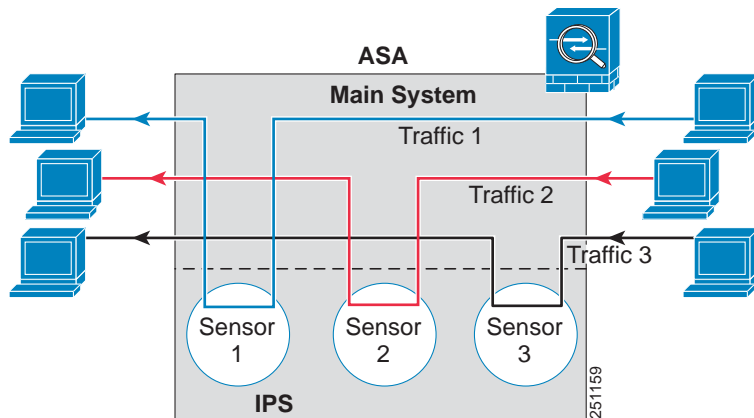 ASA
Main System
Traffic 1
Traffic 2
Traffic 3
Sensor
1
Sensor
2
Sensor
3
IPS
251159